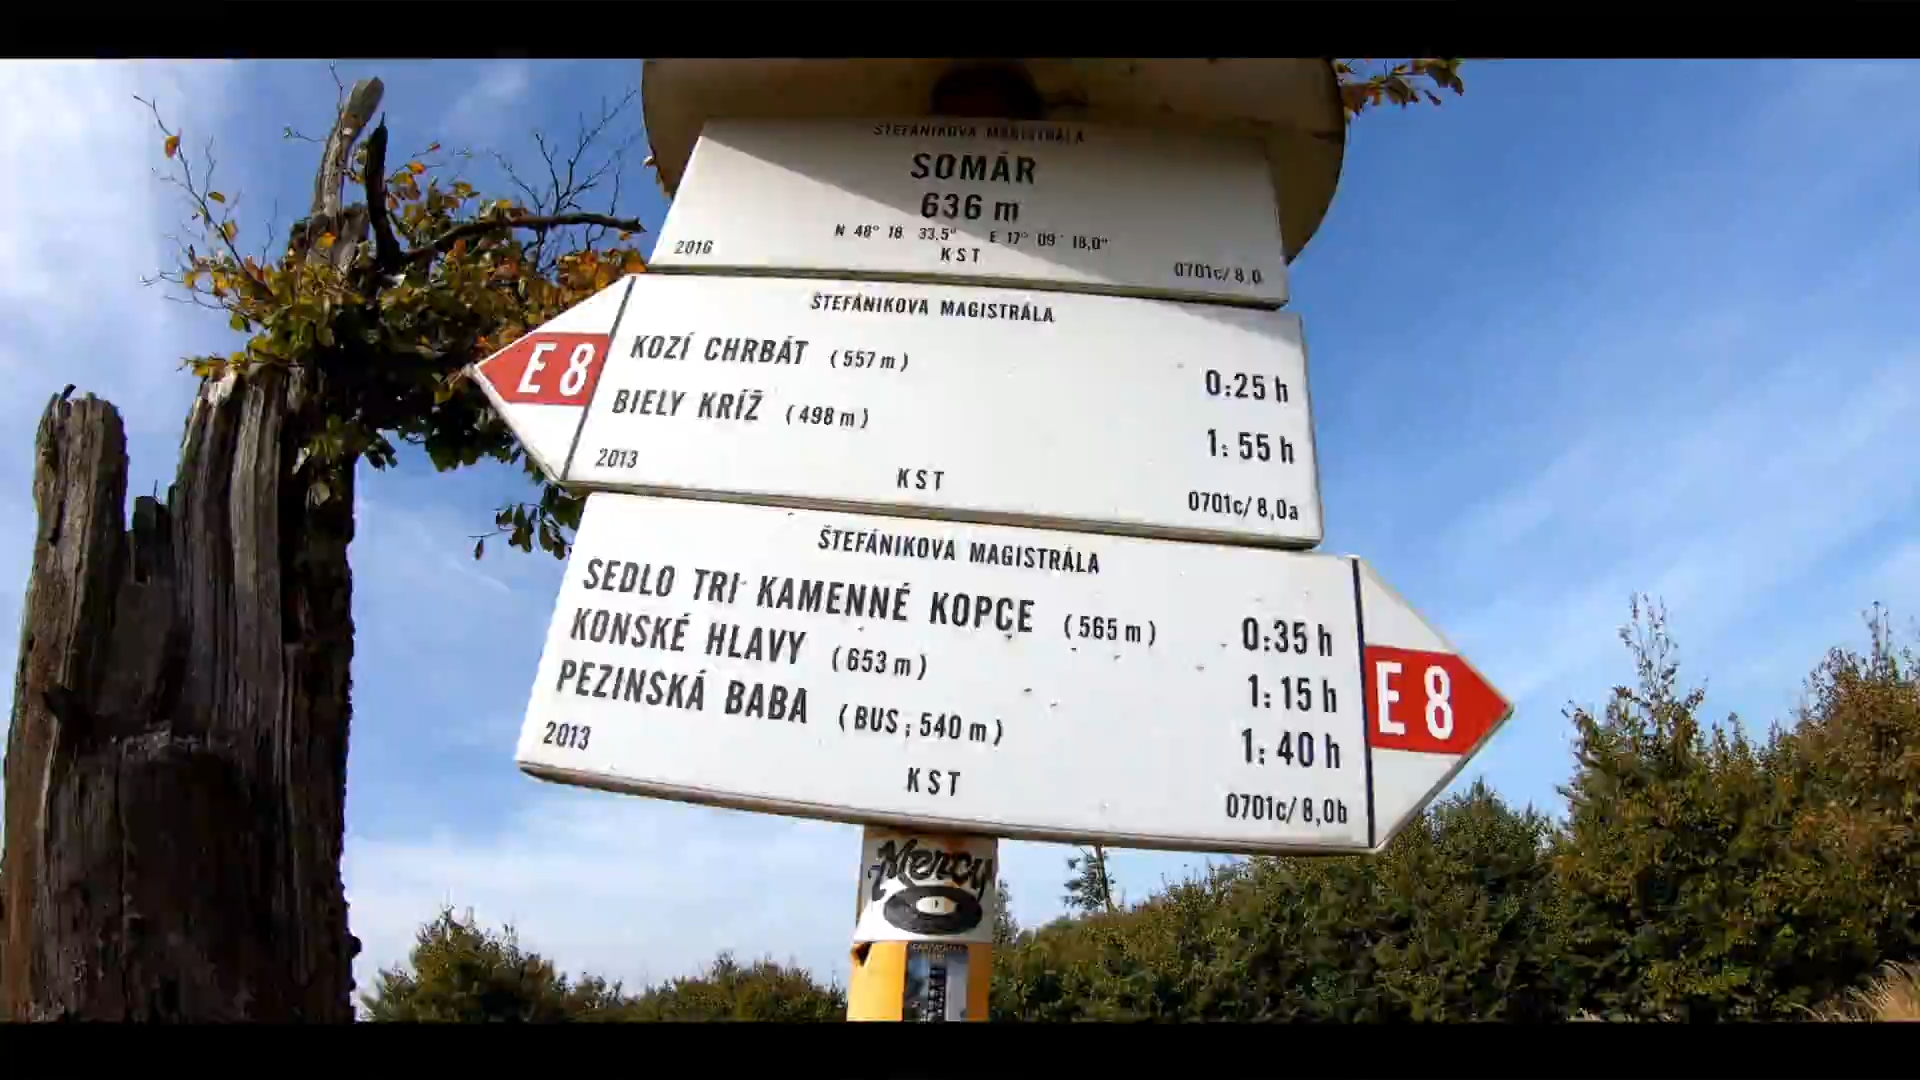 ŠTEFÁNIKOVA MAGISTRÁLA
SOMÁR
636 m
N 48° 18 33,5" E 17° 09' 18,0"
2016 KST 0701c/ 8,0
ŠTEFÁNIKOVA MAGISTRÁLA
E 8 KOZÍ CHRBÁT (557 m) 0:25 h
BIELY KRÍŽ (498 m) 1:55 h
2013 KST 0701c/ 8,0a
ŠTEFÁNIKOVA MAGISTRÁLA
SEDLO TRI KAMENNÉ KOPCE (565 m) 0:35 h
KONSKÉ HLAVY (653 m) 1:15 h E 8
PEZINSKÁ BABA (BUS; 540 m) 1:40 h
2013 KST 0701c/ 8,0b
Mercy